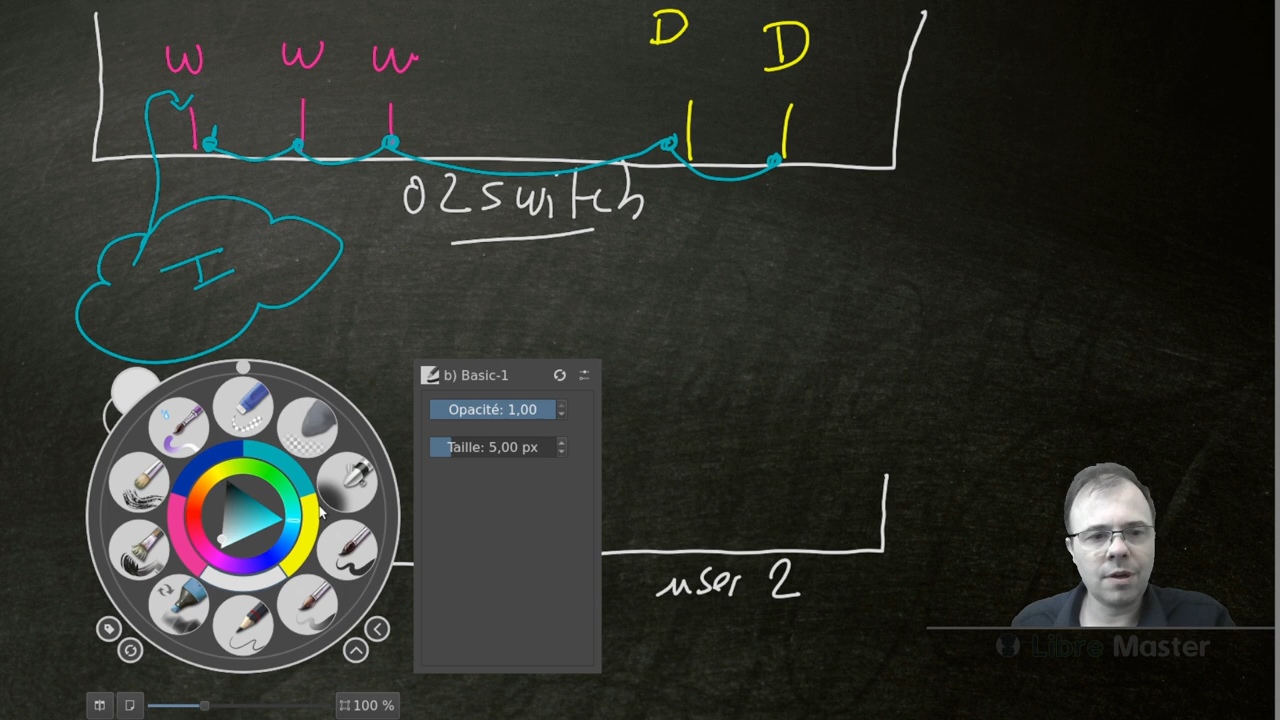 W W W D D
O2switch
I
b) Basic-1
Opacité: 1,00
Taille: 5,00 px
user 2
Libre Master
100 %